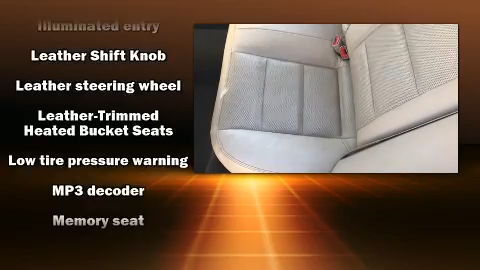 Illuminated entry
Leather Shift Knob
Leather steering wheel
Leather-Trimmed
Heated Bucket Seats
Low tire pressure warning
MP3 decoder
Memory seat